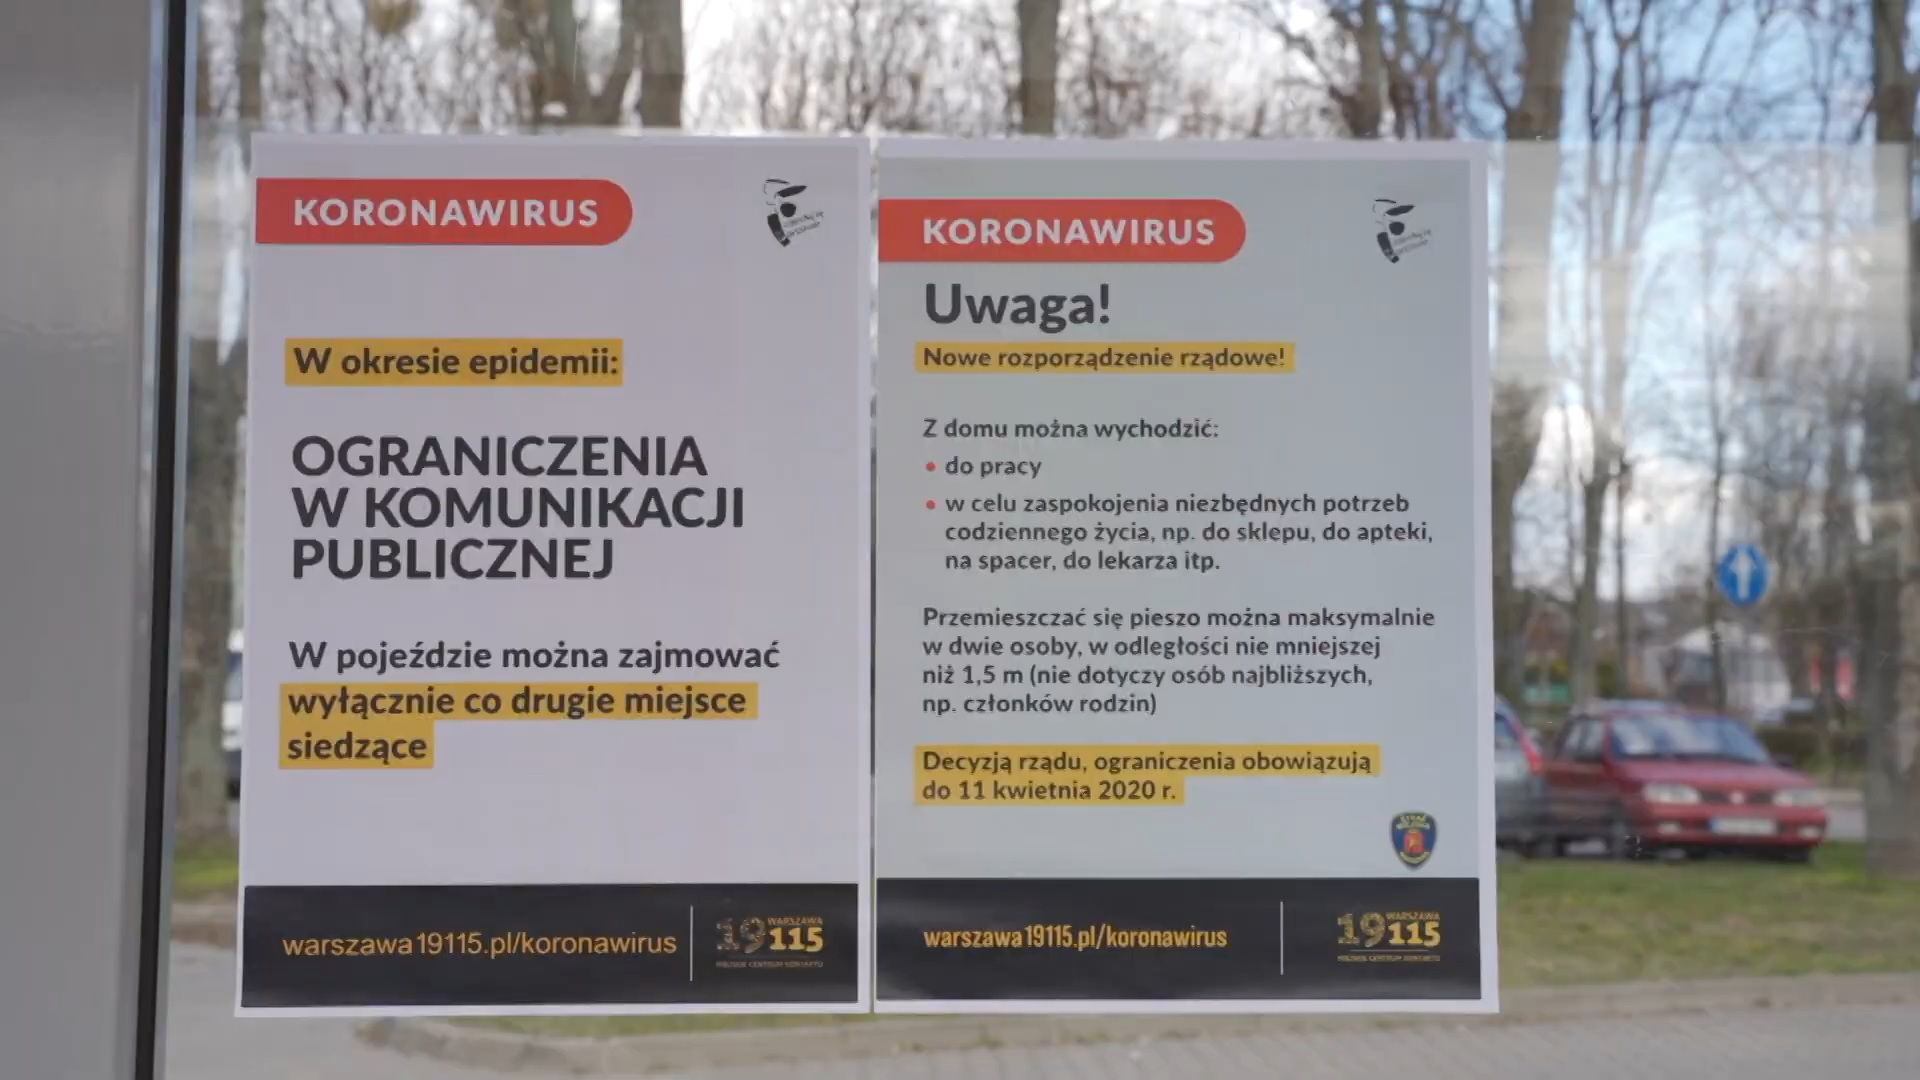 KORONAWIRUS
W okresie epidemii:
OGRANICZENIA
W KOMUNIKACJI
PUBLICZNEJ
W pojeździe można zajmować
wyłącznie co drugie miejsce
siedzące
warszawa19115.pl/koronawirus
WARSZAWA
19115
KORONAWIRUS
Uwaga!
Nowe rozporządzenie rządowe!
Z domu można wychodzić:
• do pracy
• w celu zaspokojenia niezbędnych potrzeb
codziennego życia, np. do sklepu, do apteki,
na spacer, do lekarza itp.
Przemieszczać się pieszo można maksymalnie
w dwie osoby, w odległości nie mniejszej
niż 1,5 m (nie dotyczy osób najbliższych,
np. członków rodzin)
Decyzją rządu, ograniczenia obowiązują
do 11 kwietnia 2020 r.
warszawa19115.pl/koronawirus
WARSZAWA
19115